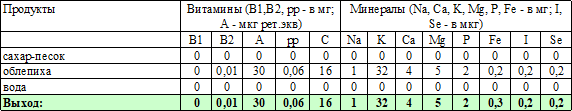 Продукты Витамины (B1,B2, pp - в мг; A - мкг рет.экв) Минералы (Na, Ca, K, Mg, P, Fe - в мг; I, Se - в мкг)
B1 B2 A pp C Na K Ca Mg P Fe I Se
сахар-песок 0 0 0 0 0 0 0 0 0 0 0 0 0
облепиха 0 0,01 30 0,06 16 1 32 4 5 2 0,2 0,2 0,2
вода 0 0 0 0 0 0 0 0 0 0 0 0 0
Выход: 0 0,01 30 0,06 16 1 32 4 5 2 0,3 0,2 0,2